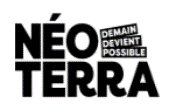 NÉO
DEMAIN
DEVIENT
POSSIBLE
TERRA